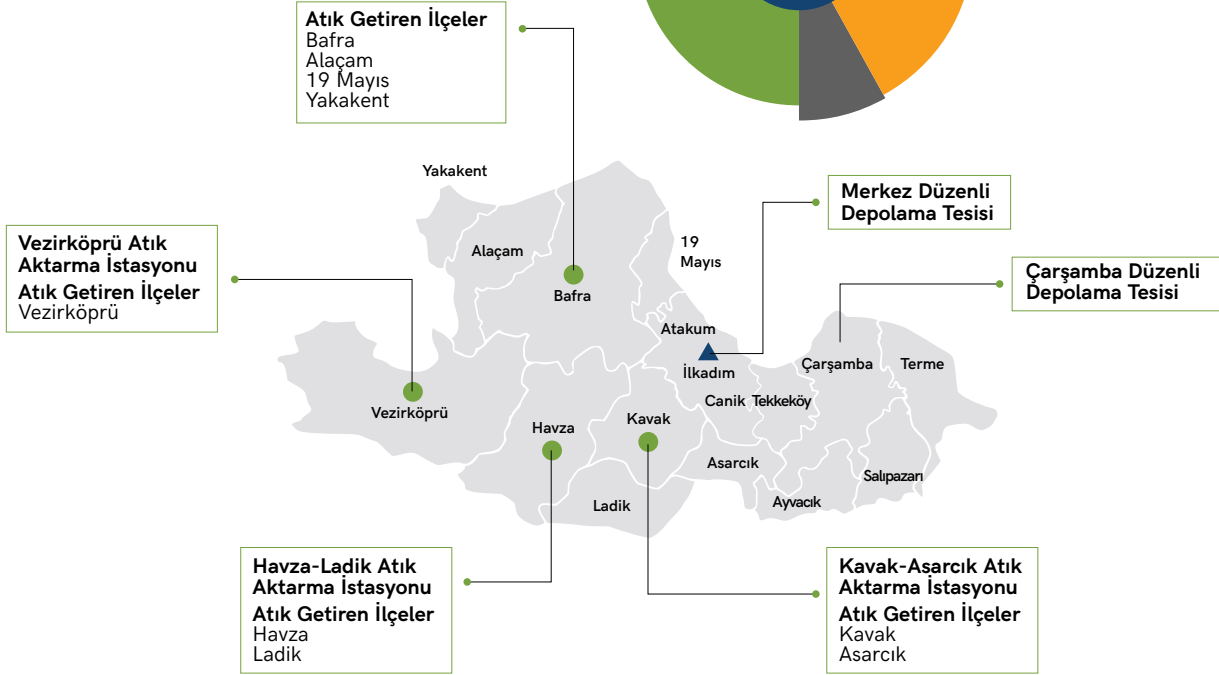 Atık Getiren İlçeler
Bafra
Alaçam
19 Mayıs
Yakakent
Yakakent
Merkez Düzenli
Depolama Tesisi
Vezirköprü Atık
Aktarma İstasyonu
Atık Getiren İlçeler
Vezirköprü
Alaçam
19
Mayıs
Çarşamba Düzenli
Depolama Tesisi
Bafra
Atakum
İlkadım
Çarşamba
Terme
Canik
Tekkeköy
Vezirköprü
Havza
Kavak
Asarcık
Salıpazarı
Ladik
Ayvacık
Havza-Ladik Atık
Aktarma İstasyonu
Atık Getiren İlçeler
Havza
Ladik
Kavak-Asarcık Atık
Aktarma İstasyonu
Atık Getiren İlçeler
Kavak
Asarcık